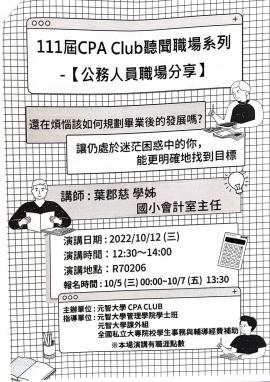 111屆CPA Club聽聞職場系列
-【公務人員職場分享】
還在煩惱該如何規劃畢業後的發展嗎?
讓仍處於迷茫困惑中的你,
能更明確地找到目標
講師：葉郡慈 學姊
國小會計室主任
演講日期：2022/10/12 (三)
演講時間：12:30～14:00
演講地點：R70206
報名時間：10/5 (三) 00:00~10/7 (五) 13:30
主辦單位：元智大學 CPA CLUB
指導單位：元智大學管理學院學士班
元智大學課外組
全國私立大專院校學生事務與輔導經費補助
※本場演講有職涯點數